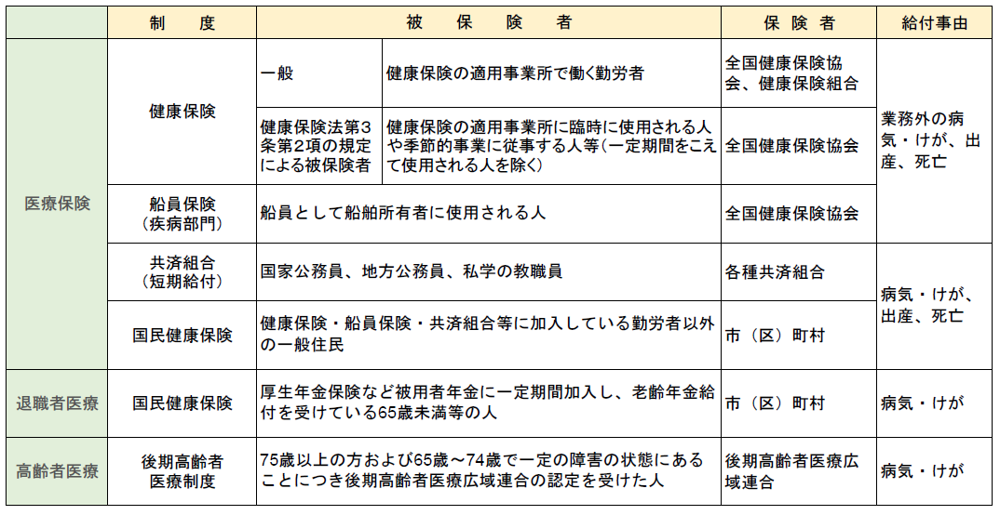 制　度
被　保　険　者
保　険　者
給付事由
医療保険
健康保険
一般
健康保険の適用事業所で働く勤労者
全国健康保険協
会、健康保険組合
業務外の病
気・けが、出
産、死亡
健康保険法第３
条第２項の規定
による被保険者
健康保険の適用事業所に臨時に使用される人
や季節的事業に従事する人等（一定期間をこえ
て使用される人を除く）
全国健康保険協会
船員保険
（疾病部門）
船員として船舶所有者に使用される人
全国健康保険協会
共済組合
（短期給付）
国家公務員、地方公務員、私学の教職員
各種共済組合
病気・けが、
出産、死亡
国民健康保険
健康保険・船員保険・共済組合等に加入している勤労者以外
の一般住民
市（区）町村
退職者医療
国民健康保険
厚生年金保険など被用者年金に一定期間加入し、老齢年金給
付を受けている65歳未満等の人
市（区）町村
病気・けが
高齢者医療
後期高齢者
医療制度
75歳以上の方および65歳～74歳で一定の障害の状態にある
ことにつき後期高齢者医療広域連合の認定を受けた人
後期高齢者医療広
域連合
病気・けが